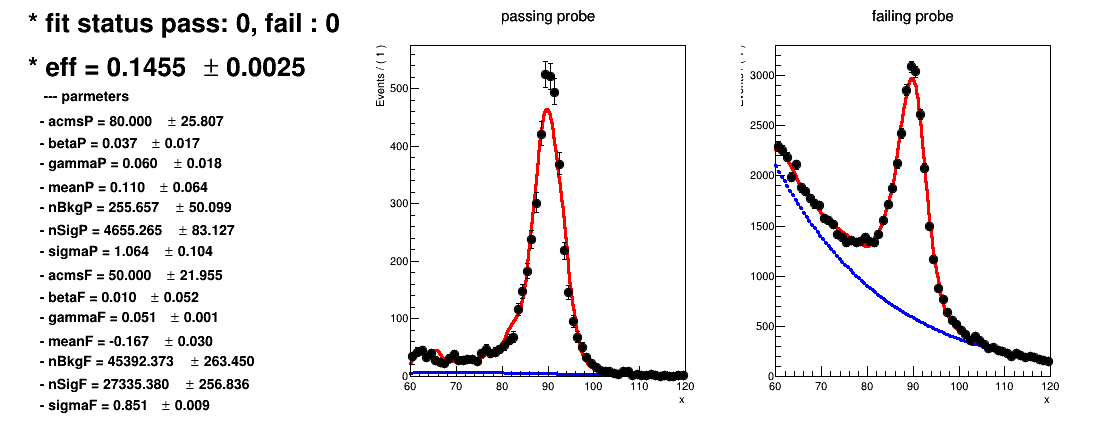 * fit status pass: 0, fail : 0
* eff = 0.1455 ± 0.0025
--- parmeters
- acmsP = 80.000 ± 25.807
- betaP = 0.037 ± 0.017
- gammaP = 0.060 ± 0.018
- meanP = 0.110 ± 0.064
- nBkgP = 255.657 ± 50.099
- nSigP = 4655.265 ± 83.127
- sigmaP = 1.064 ± 0.104
- acmsF = 50.000 ± 21.955
- betaF = 0.010 ± 0.052
- gammaF = 0.051 ± 0.001
- meanF = -0.167 ± 0.030
- nBkgF = 45392.373 ± 263.450
- nSigF = 27335.380 ± 256.836
- sigmaF = 0.851 ± 0.009
passing probe
Events / ( 1 )
500
400
300
200
100
0
60 70 80 90 100 110 120
x
failing probe
Events / ( 1 )
3000
2500
2000
1500
1000
500
0
60 70 80 90 100 110 120
x